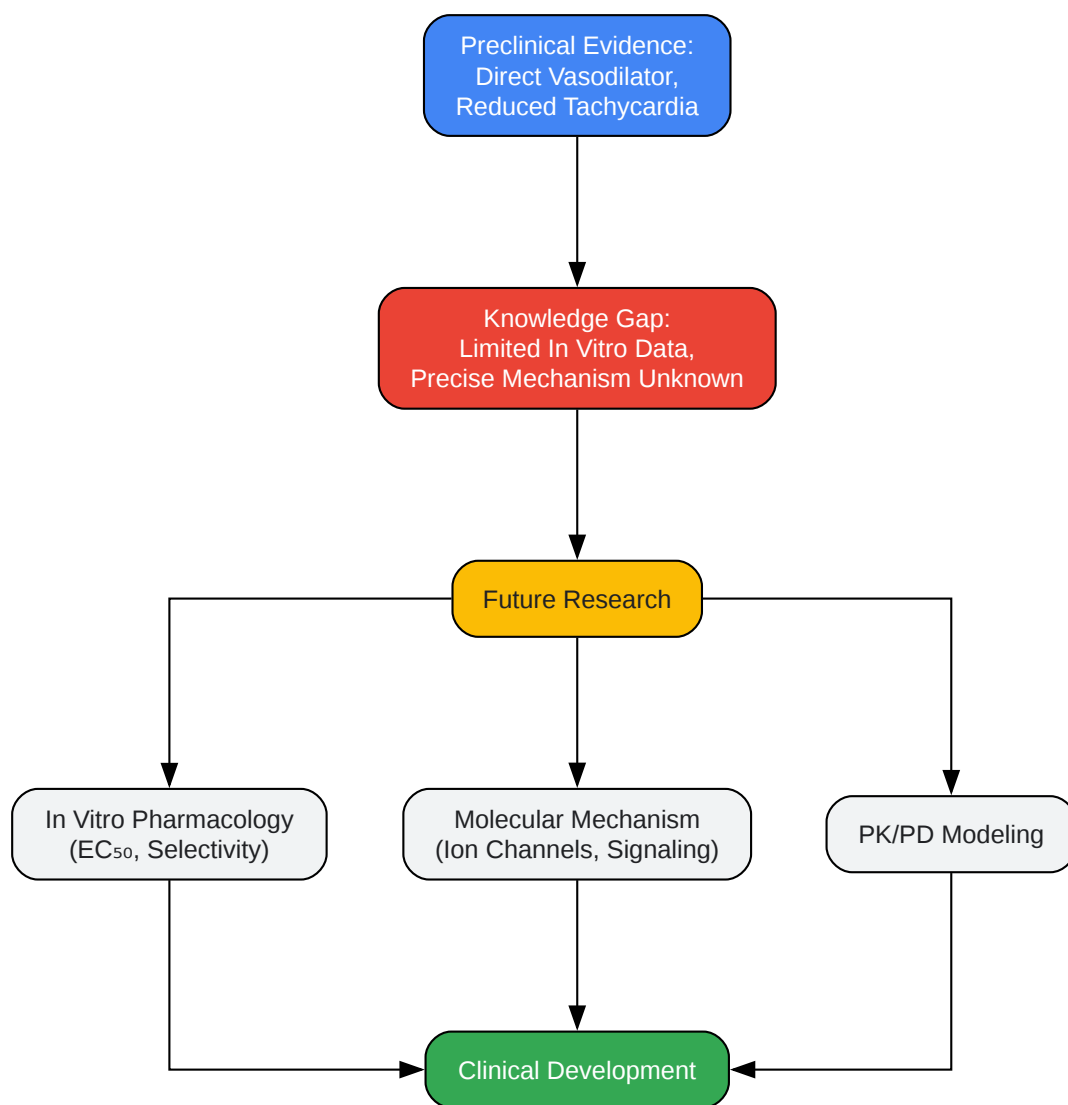 Preclinical Evidence:
Direct Vasodilator,
Reduced Tachycardia
Knowledge Gap:
Limited In Vitro Data,
Precise Mechanism Unknown
Future Research
In Vitro Pharmacology
(EC₅₀, Selectivity)
Molecular Mechanism
(Ion Channels, Signaling)
PK/PD Modeling
Clinical Development